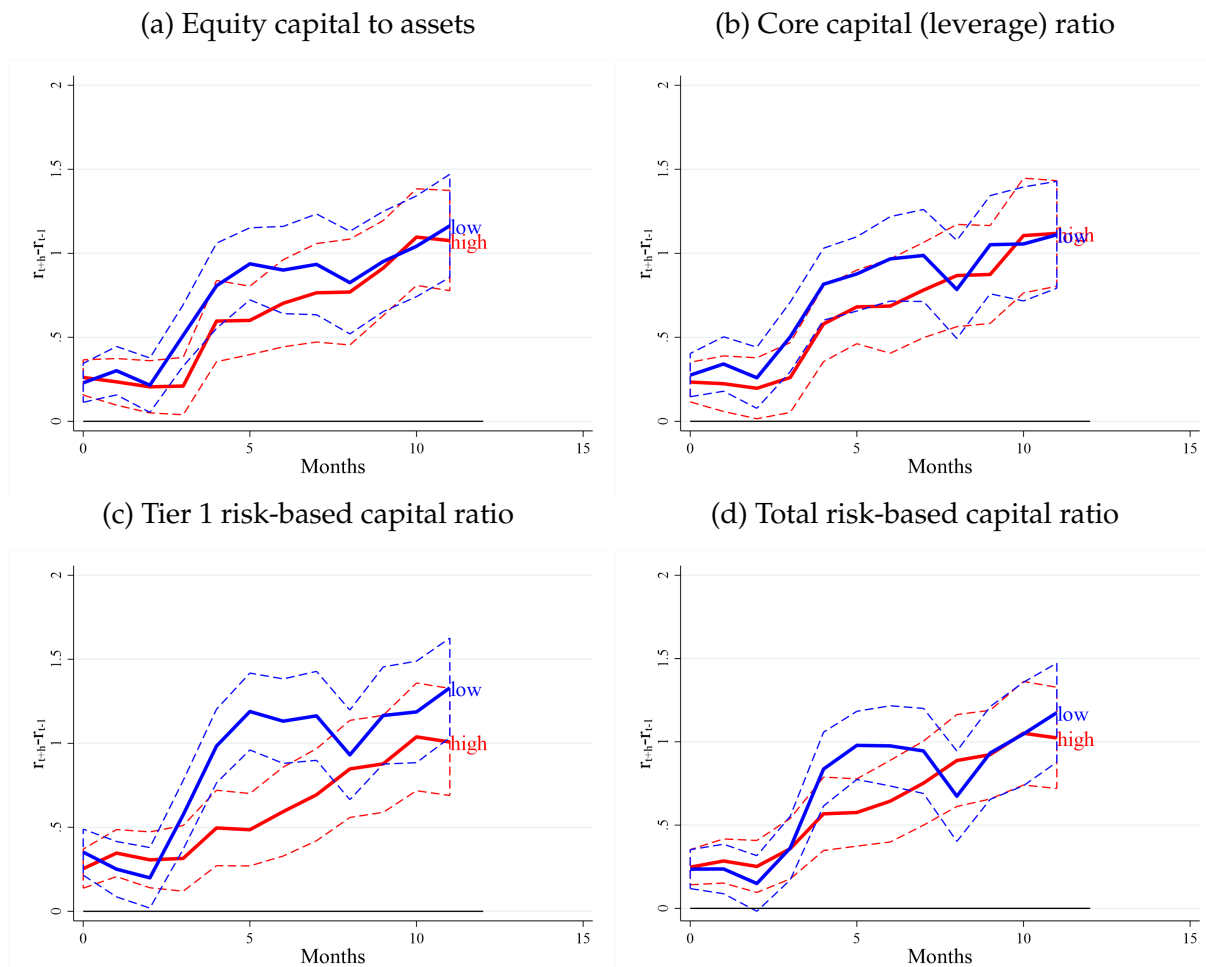 (a) Equity capital to assets
2
1.5
1
.5
0
r_{t+h}-r_{t-1}
low
high
0 5 10 15
Months
(b) Core capital (leverage) ratio
2
1.5
1
.5
0
r_{t+h}-r_{t-1}
high
low
0 5 10 15
Months
(c) Tier 1 risk-based capital ratio
2
1.5
1
.5
0
r_{t+h}-r_{t-1}
low
high
0 5 10 15
Months
(d) Total risk-based capital ratio
2
1.5
1
.5
0
r_{t+h}-r_{t-1}
low
high
0 5 10 15
Months